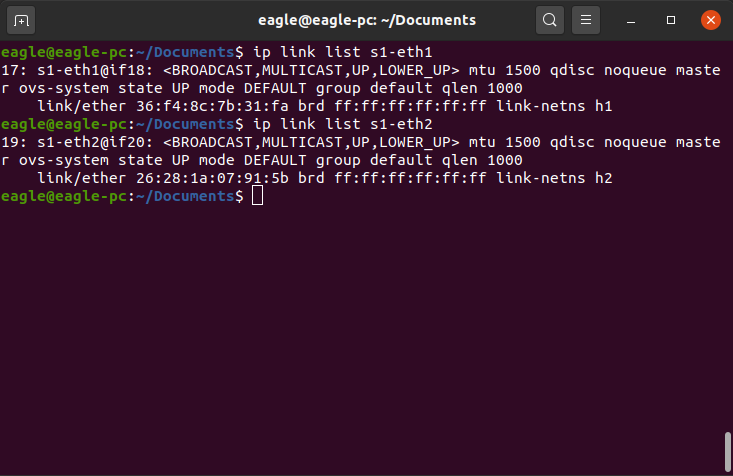 eagle@eagle-pc: ~/Documents
eagle@eagle-pc:~/Documents$ ip link list s1-eth1
17: s1-eth1@if18: <BROADCAST,MULTICAST,UP,LOWER_UP> mtu 1500 qdisc noqueue maste
r ovs-system state UP mode DEFAULT group default qlen 1000
    link/ether 36:f4:8c:7b:31:fa brd ff:ff:ff:ff:ff:ff link-netns h1
eagle@eagle-pc:~/Documents$ ip link list s1-eth2
19: s1-eth2@if20: <BROADCAST,MULTICAST,UP,LOWER_UP> mtu 1500 qdisc noqueue maste
r ovs-system state UP mode DEFAULT group default qlen 1000
    link/ether 26:28:1a:07:91:5b brd ff:ff:ff:ff:ff:ff link-netns h2
eagle@eagle-pc:~/Documents$